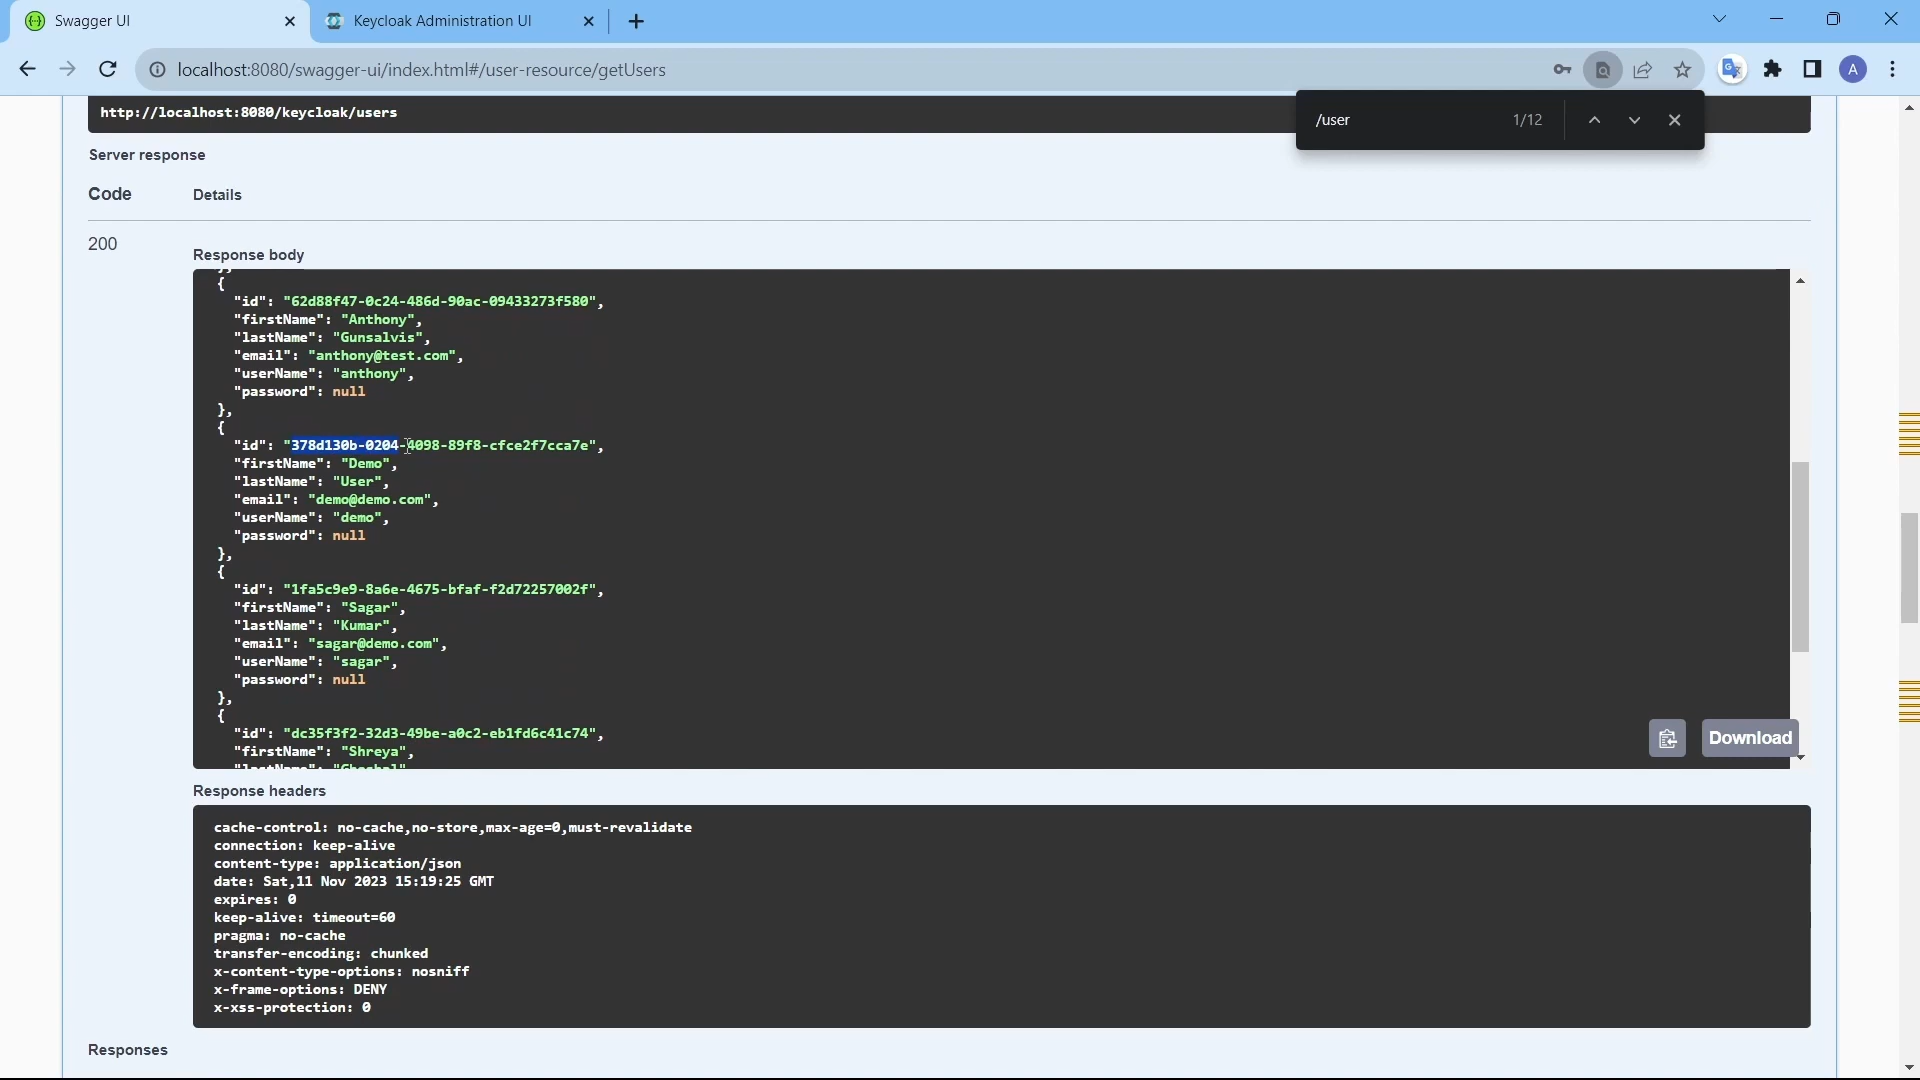 Swagger UI
Keycloak Administration UI
localhost:8080/swagger-ui/index.html#/user-resource/getUsers
A
/user 1/12
http://localhost:8080/keycloak/users
Server response
Code Details
200
Response body
},
{
"id": "62d88f47-0c24-486d-90ac-09433273f580",
"firstName": "Anthony",
"lastName": "Gunsalvis",
"email": "anthony@test.com",
"userName": "anthony",
"password": null
},
{
"id": "378d130b-0204-4098-89f8-cfce2f7cca7e",
"firstName": "Demo",
"lastName": "User",
"email": "demo@demo.com",
"userName": "demo",
"password": null
},
{
"id": "1fa5c9e9-8a6e-4675-bfaf-f2d72257002f",
"firstName": "Sagar",
"lastName": "Kumar",
"email": "sagar@demo.com",
"userName": "sagar",
"password": null
},
{
"id": "dc35f3f2-32d3-49be-a0c2-eb1fd6c41c74",
"firstName": "Shreya",
"lastName": "Ghoshal"
Download
Response headers
cache-control: no-cache,no-store,max-age=0,must-revalidate
connection: keep-alive
content-type: application/json
date: Sat,11 Nov 2023 15:19:25 GMT
expires: 0
keep-alive: timeout=60
pragma: no-cache
transfer-encoding: chunked
x-content-type-options: nosniff
x-frame-options: DENY
x-xss-protection: 0
Responses